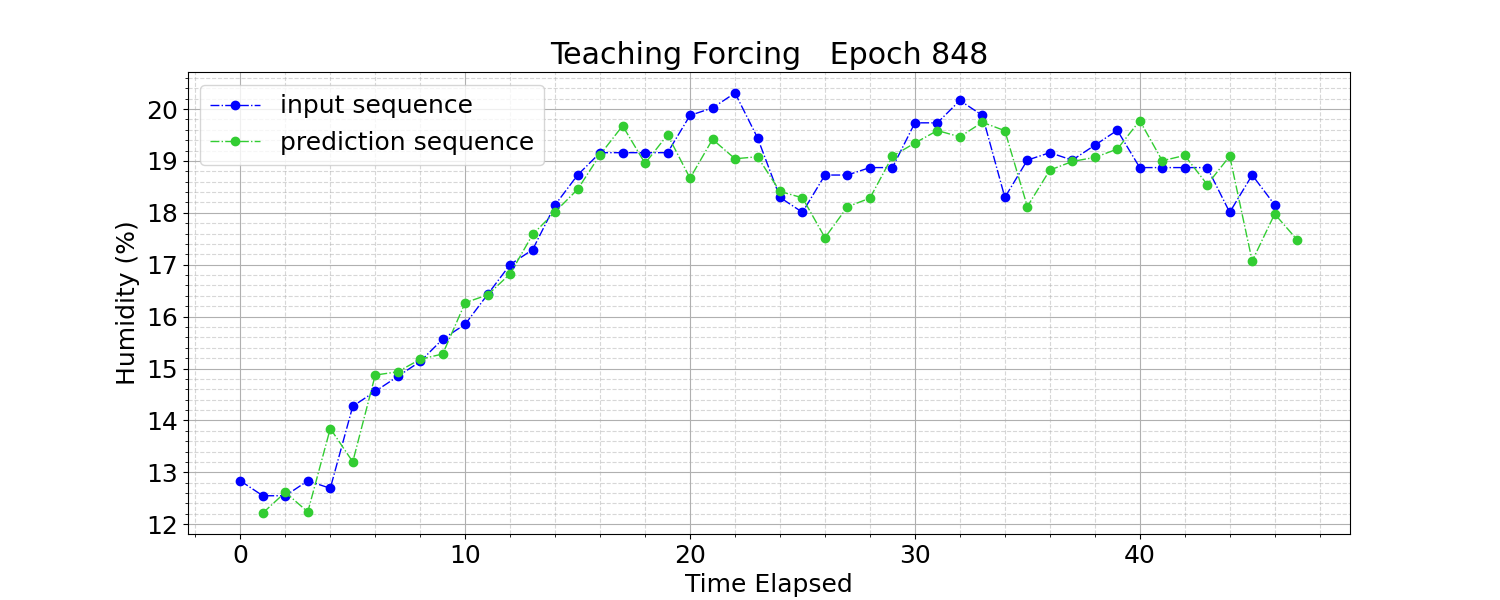 Teaching Forcing   Epoch 848
input sequence
prediction sequence
Humidity (%)
20
19
18
17
16
15
14
13
12
0 10 20 30 40
Time Elapsed